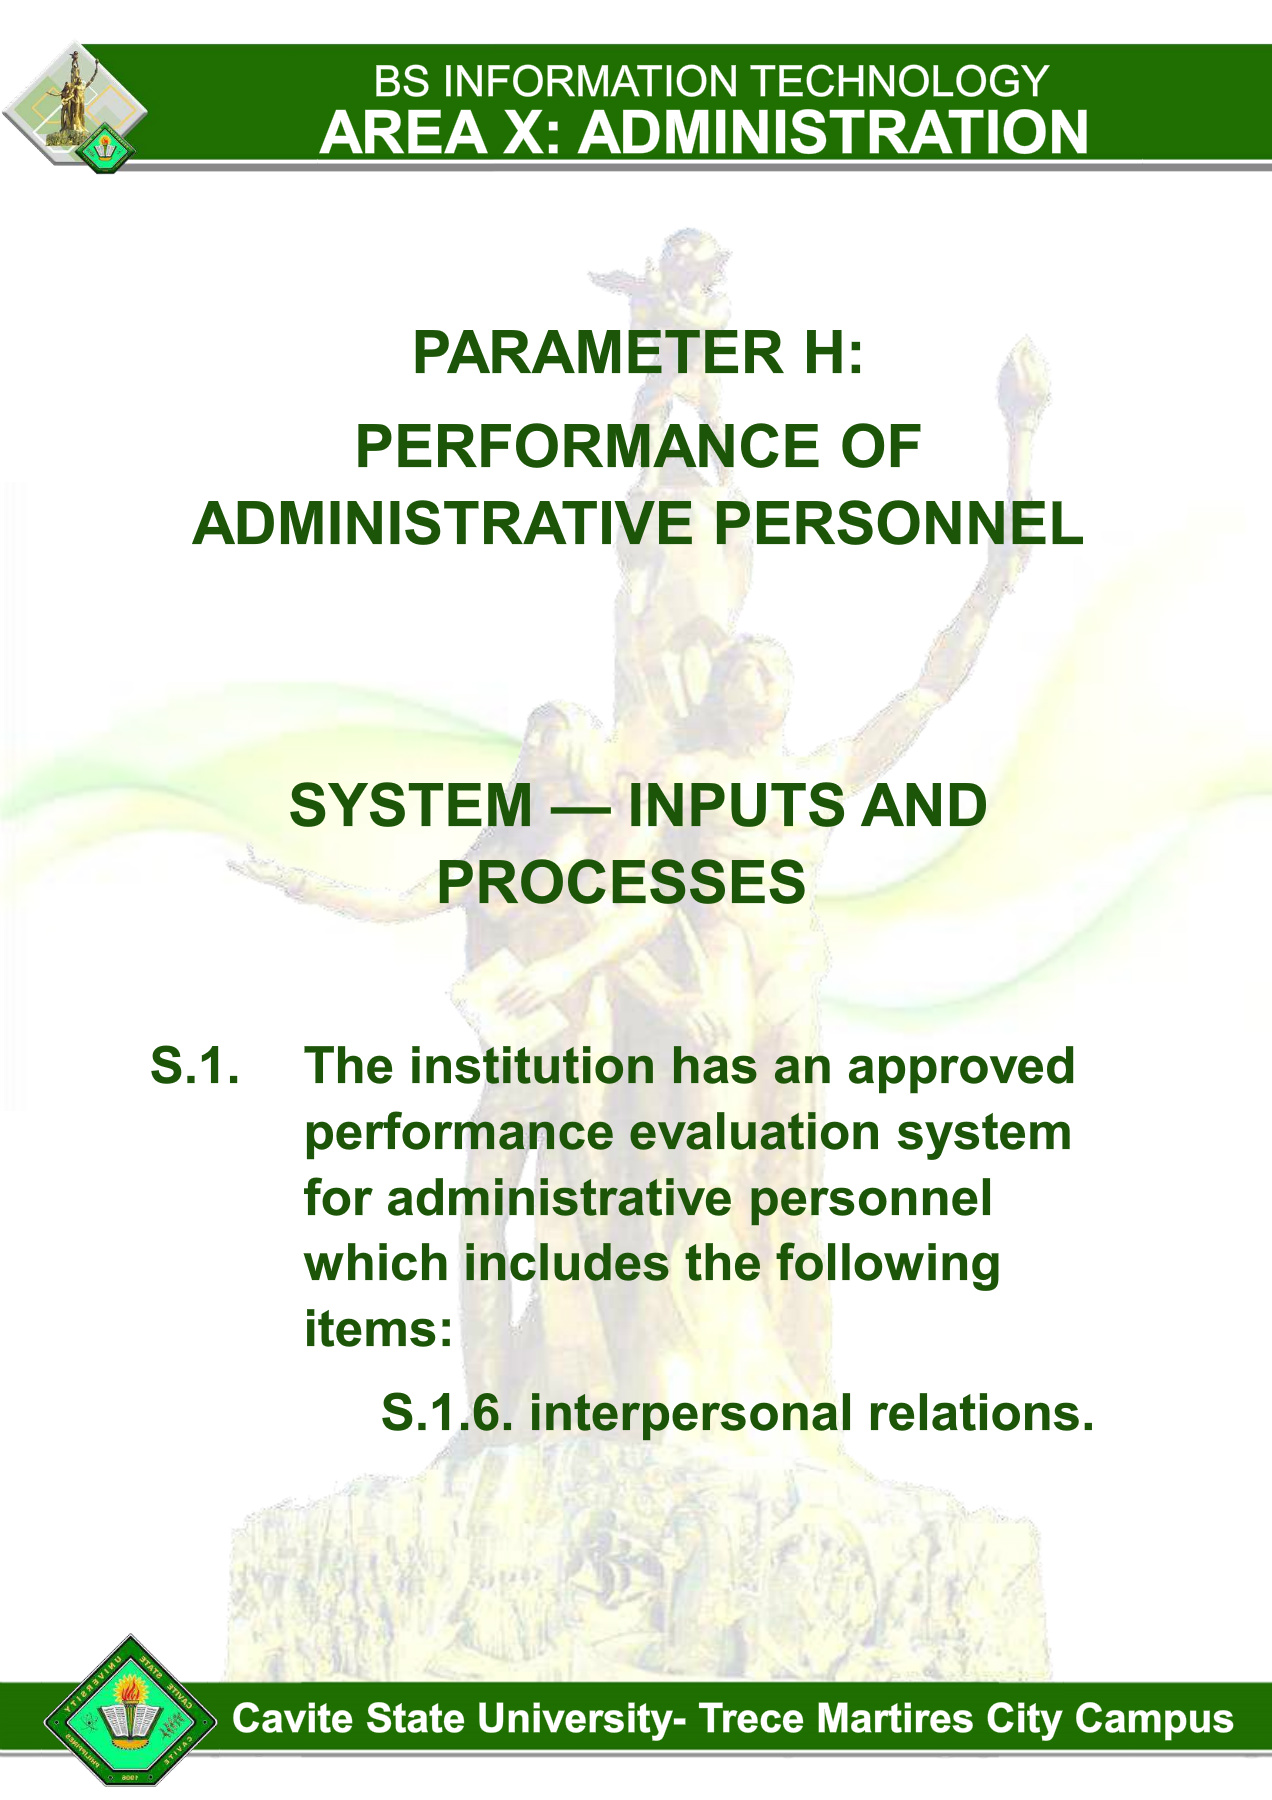 BS INFORMATION TECHNOLOGY
AREA X: ADMINISTRATION
PARAMETER H:
PERFORMANCE OF
ADMINISTRATIVE PERSONNEL
SYSTEM — INPUTS AND
PROCESSES
S.1. The institution has an approved
performance evaluation system
for administrative personnel
which includes the following
items:
S.1.6. interpersonal relations.
Cavite State University- Trece Martires City Campus